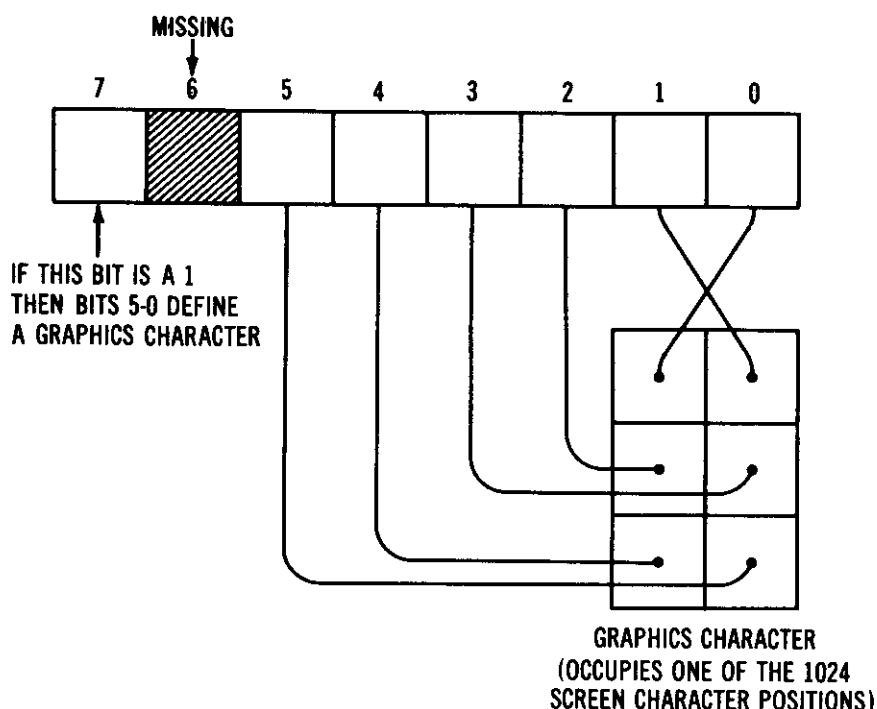 MISSING
7 6 5 4 3 2 1 0
IF THIS BIT IS A 1
THEN BITS 5-0 DEFINE
A GRAPHICS CHARACTER
GRAPHICS CHARACTER
(OCCUPIES ONE OF THE 1024
SCREEN CHARACTER POSITIONS)